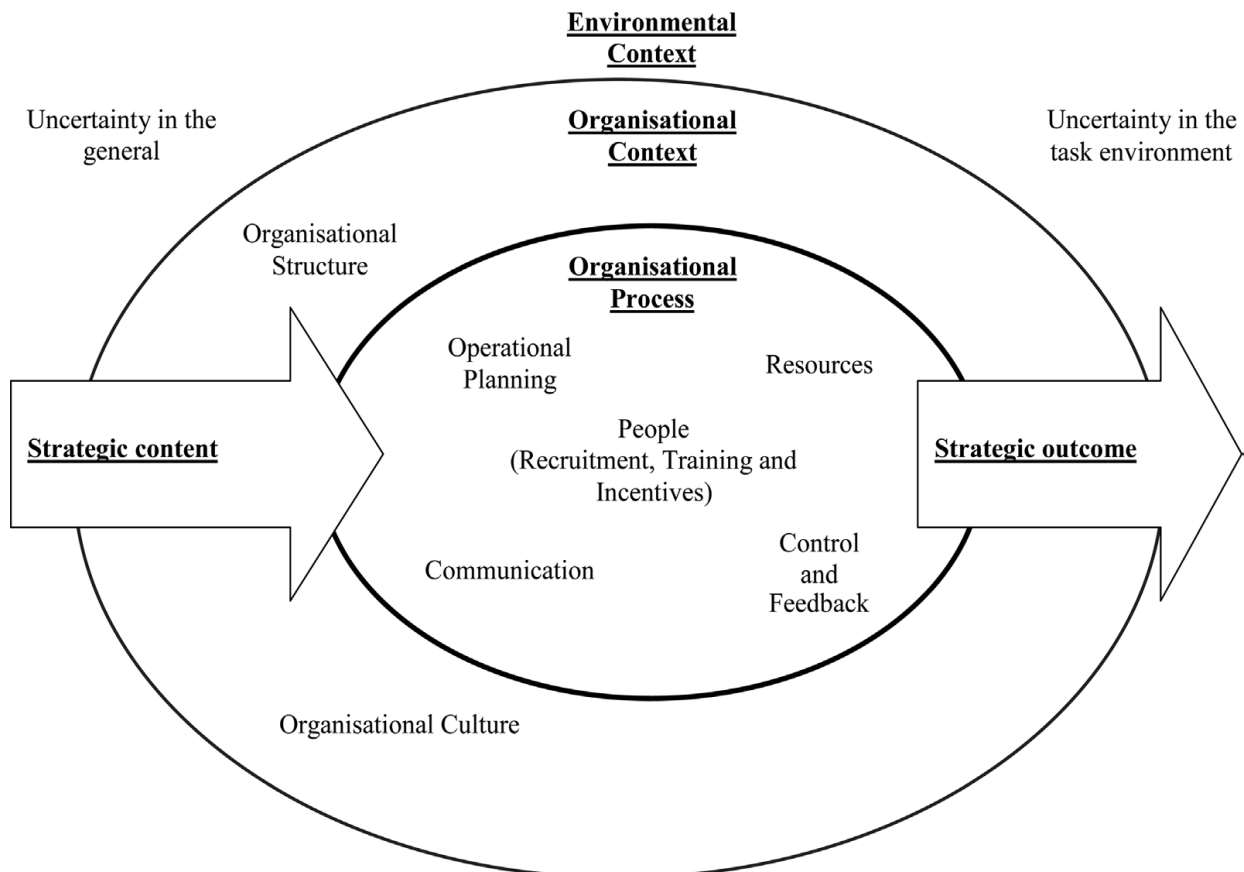 Environmental
Context
Uncertainty in the
general
Organisational
Context
Uncertainty in the
task environment
Organisational
Structure
Organisational
Process
Operational
Planning
Resources
Strategic content
People
(Recruitment, Training and
Incentives)
Strategic outcome
Communication
Control
and
Feedback
Organisational Culture